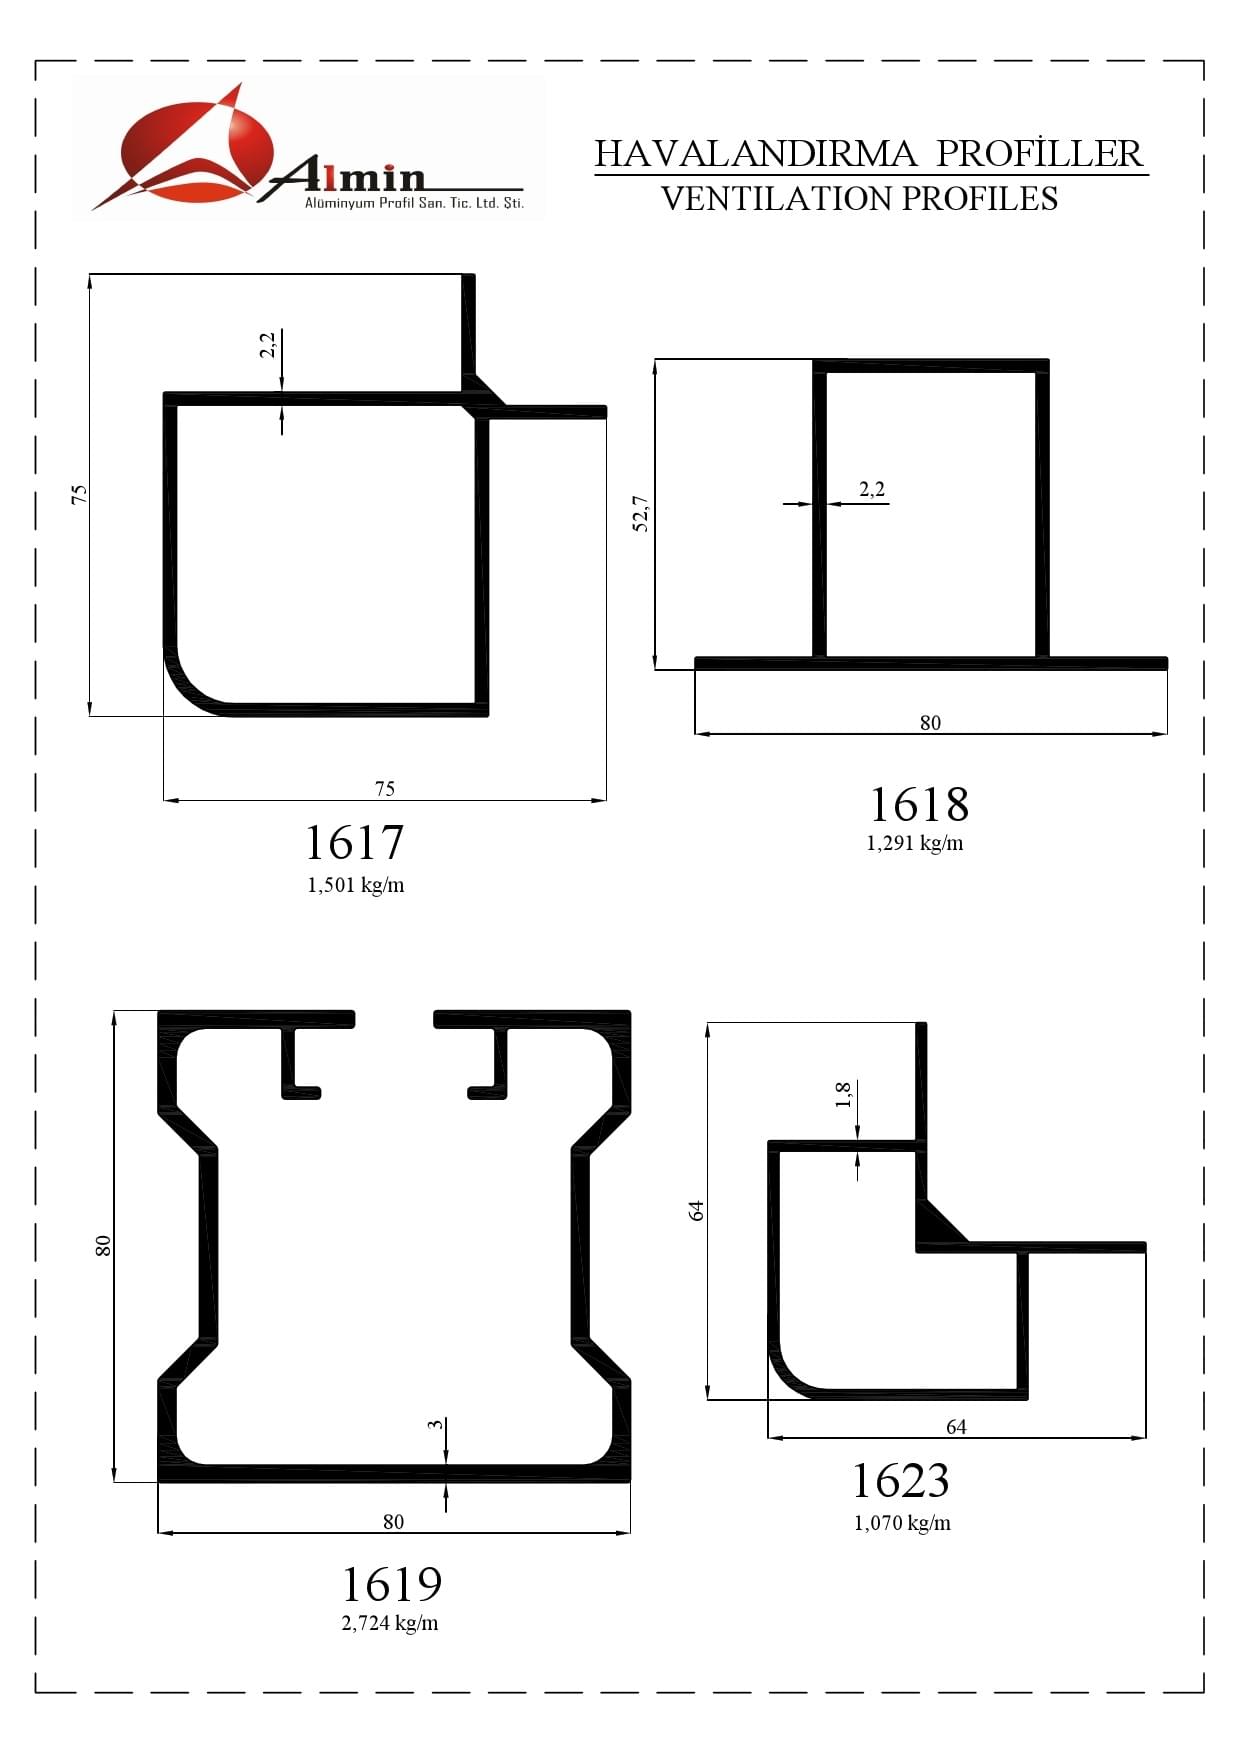 Almin
Alüminyum Profil San. Tic. Ltd. Şti.
HAVALANDIRMA PROFİLLER
VENTILATION PROFILES
2,2
75
75
1617
1,501 kg/m
52,7
2,2
80
1618
1,291 kg/m
80
3
80
1619
2,724 kg/m
1,8
64
64
1623
1,070 kg/m